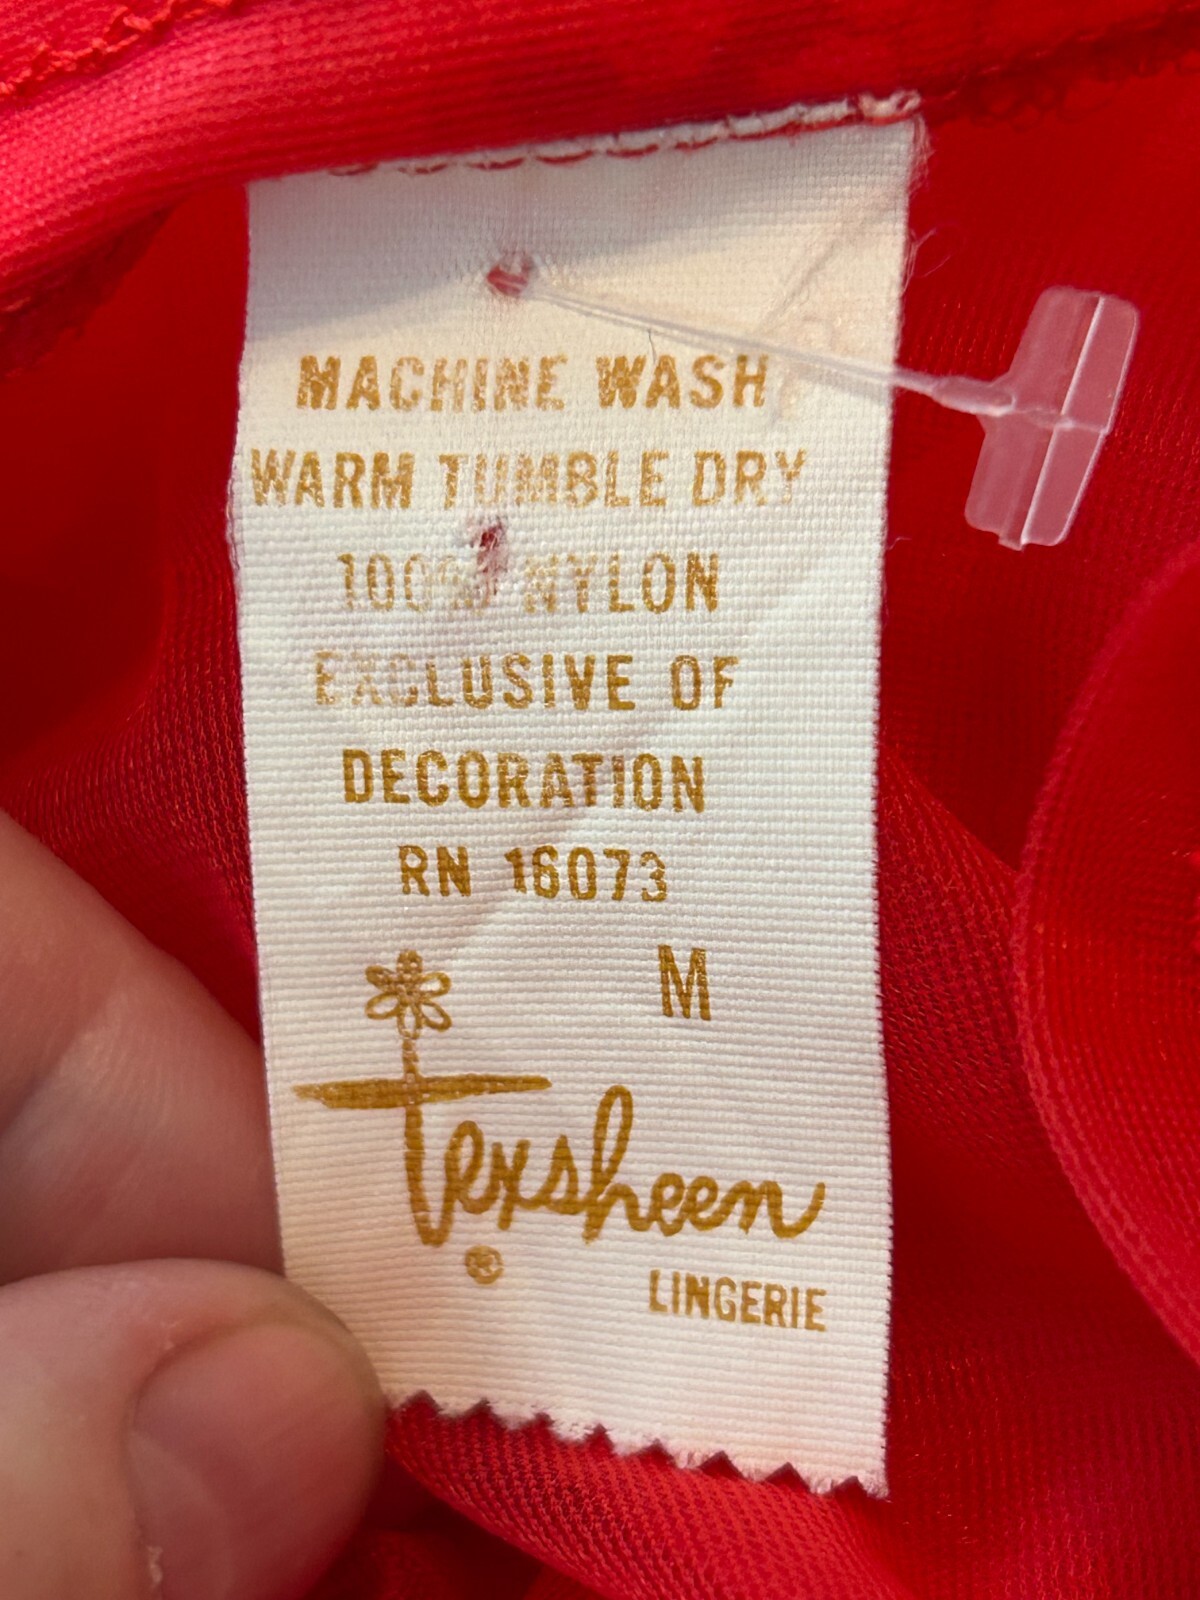 MACHINE WASH
WARM TUMBLE DRY
100% NYLON
EXCLUSIVE OF
DECORATION
RN 16073
M
Texsheen
®
LINGERIE